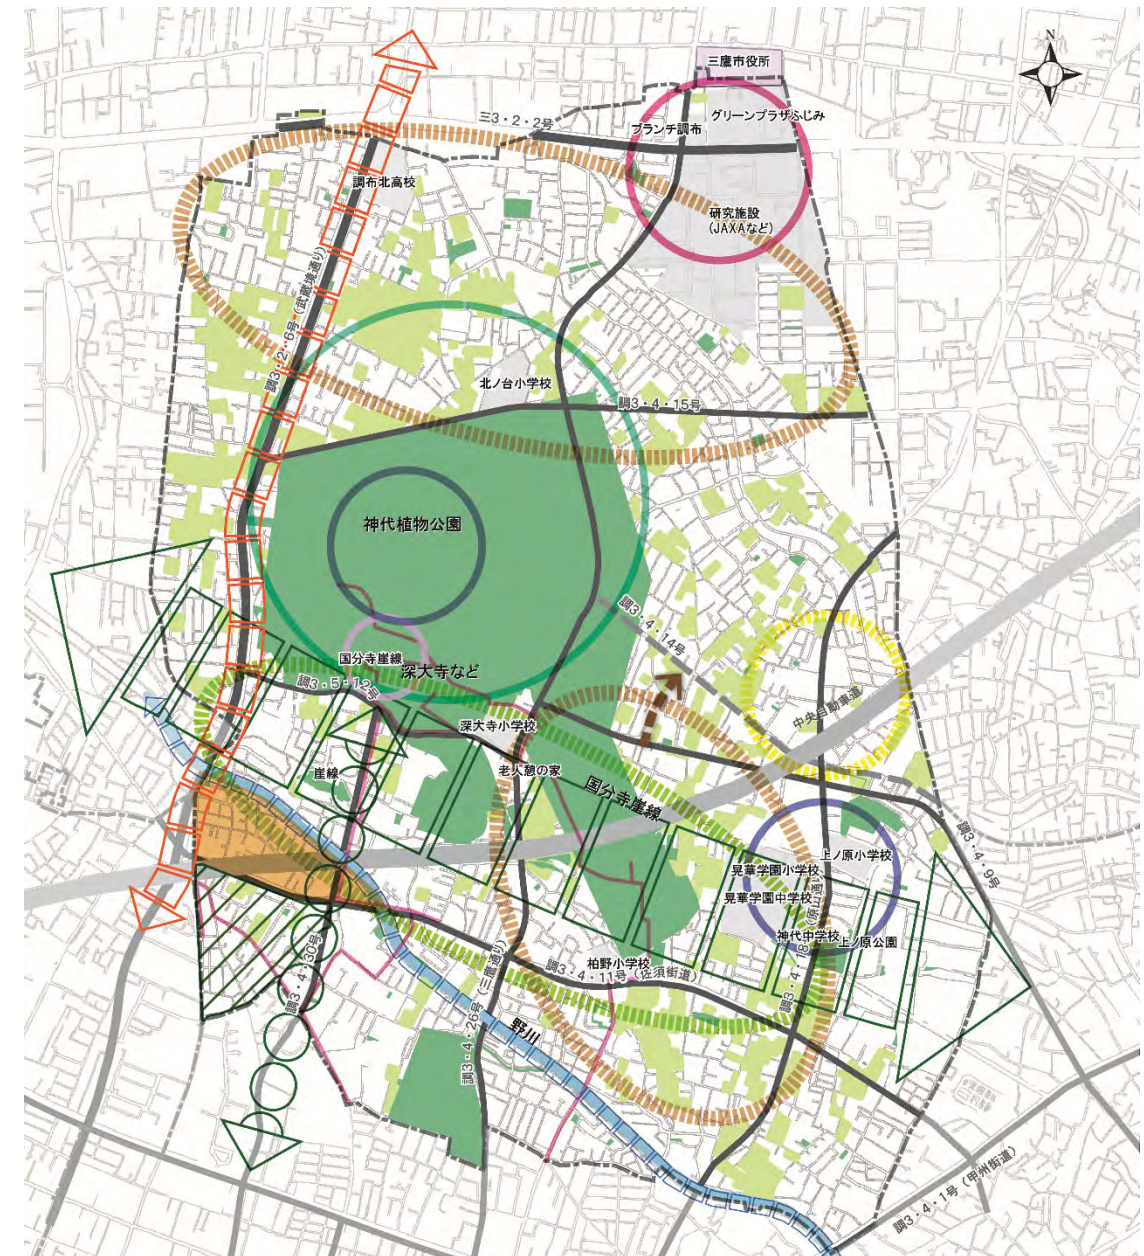 N
三鷹市役所
グリーンプラザふじみ
三3・2・2号
ブランチ調布
調布北高校
研究施設
(JAXAなど)
調3・2・6号(武蔵境通り)
北ノ台小学校
調3・4・15号
神代植物公園
調3・4・14号
国分寺崖線
深大寺など
調3・5・12号
中央自動車道
深大寺小学校
老人憩の家
崖線
国分寺崖線
調3・4・9号
上ノ原小学校
晃華学園小学校
晃華学園中学校
神代中学校
上ノ原公園
調3・4・18号(原山通り)
柏野小学校
調3・4・11号(佐須街道)
調3・4・30号
調3・4・26号(三鷹通り)
野川
調3・4・1号(甲州街道)